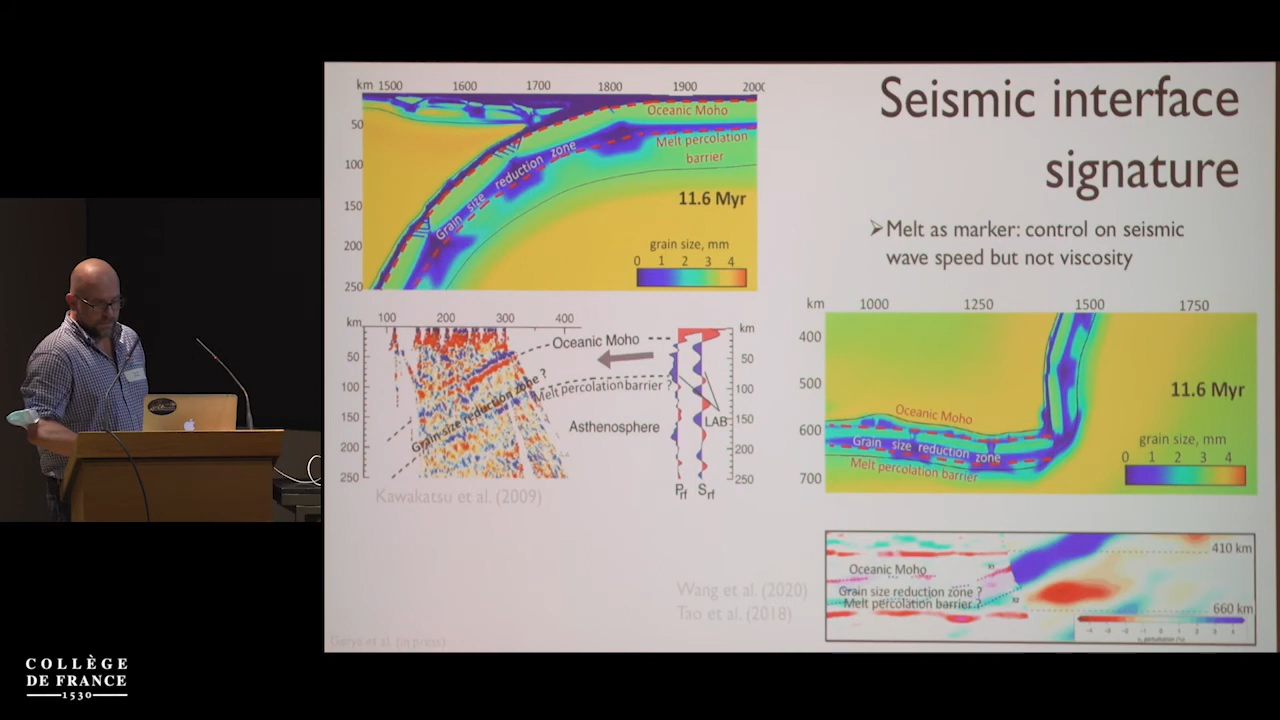 Seismic interface
signature
➢Melt as marker: control on seismic
wave speed but not viscosity
km 1500 1600 1700 1800 1900 2000
50
100
150
200
250
Oceanic Moho
Melt percolation
barrier
Grain size reduction zone
11.6 Myr
grain size, mm
0 1 2 3 4
km 100 200 300 400
50
100
150
200
250
Oceanic Moho
Grain size reduction zone ?
Melt percolation barrier ?
Asthenosphere
LAB
km
50
100
150
200
250
Prf Srf
Kawakatsu et al. (2009)
km 1000 1250 1500 1750
400
500
600
700
11.6 Myr
Oceanic Moho
Grain size reduction zone
Melt percolation barrier
grain size, mm
0 1 2 3 4
Wang et al. (2020)
Tao et al. (2018)
410 km
Oceanic Moho
X1
Grain size reduction zone ?
Melt percolation barrier ?
X2
660 km
COLLÈGE
DE FRANCE
1530